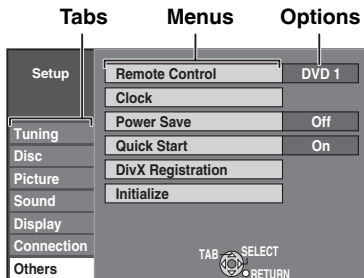 Tabs Menus Options
Setup
Remote Control DVD 1
Clock
Power Save Off
Quick Start On
DivX Registration
Initialize
Tuning
Disc
Picture
Sound
Display
Connection
Others
TAB SELECT
RETURN